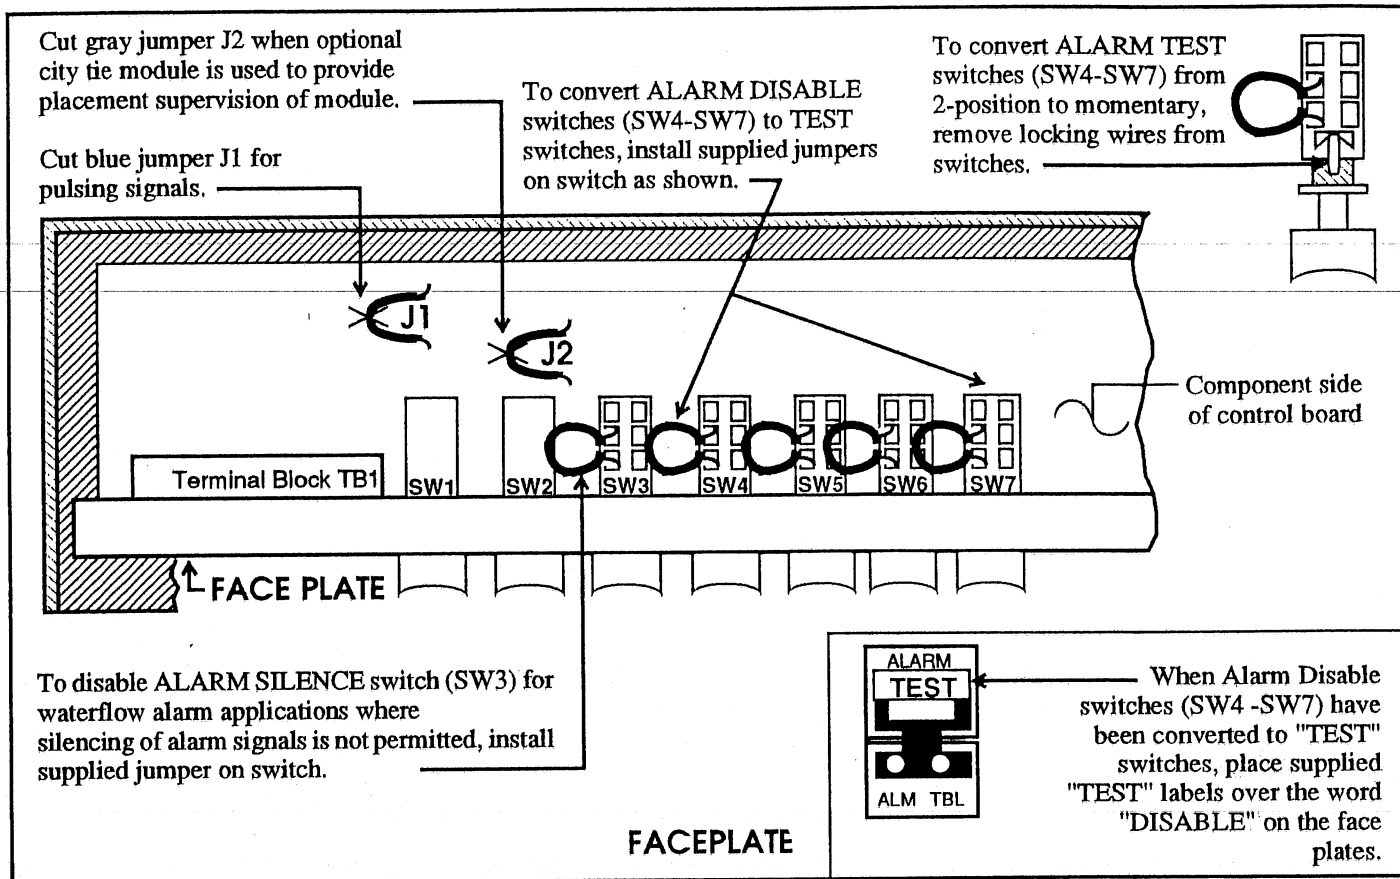 Cut gray jumper J2 when optional
city tie module is used to provide
placement supervision of module.
Cut blue jumper J1 for
pulsing signals.
To convert ALARM DISABLE
switches (SW4-SW7) to TEST
switches, install supplied jumpers
on switch as shown.
To convert ALARM TEST
switches (SW4-SW7) from
2-position to momentary,
remove locking wires from
switches.
J1
J2
Component side
of control board
Terminal Block TB1
SW1
SW2
SW3
SW4
SW5
SW6
SW7
FACE PLATE
To disable ALARM SILENCE switch (SW3) for
waterflow alarm applications where
silencing of alarm signals is not permitted, install
supplied jumper on switch.
FACEPLATE
ALARM
TEST
ALM TBL
When Alarm Disable
switches (SW4 -SW7) have
been converted to "TEST"
switches, place supplied
"TEST" labels over the word
"DISABLE" on the face
plates.